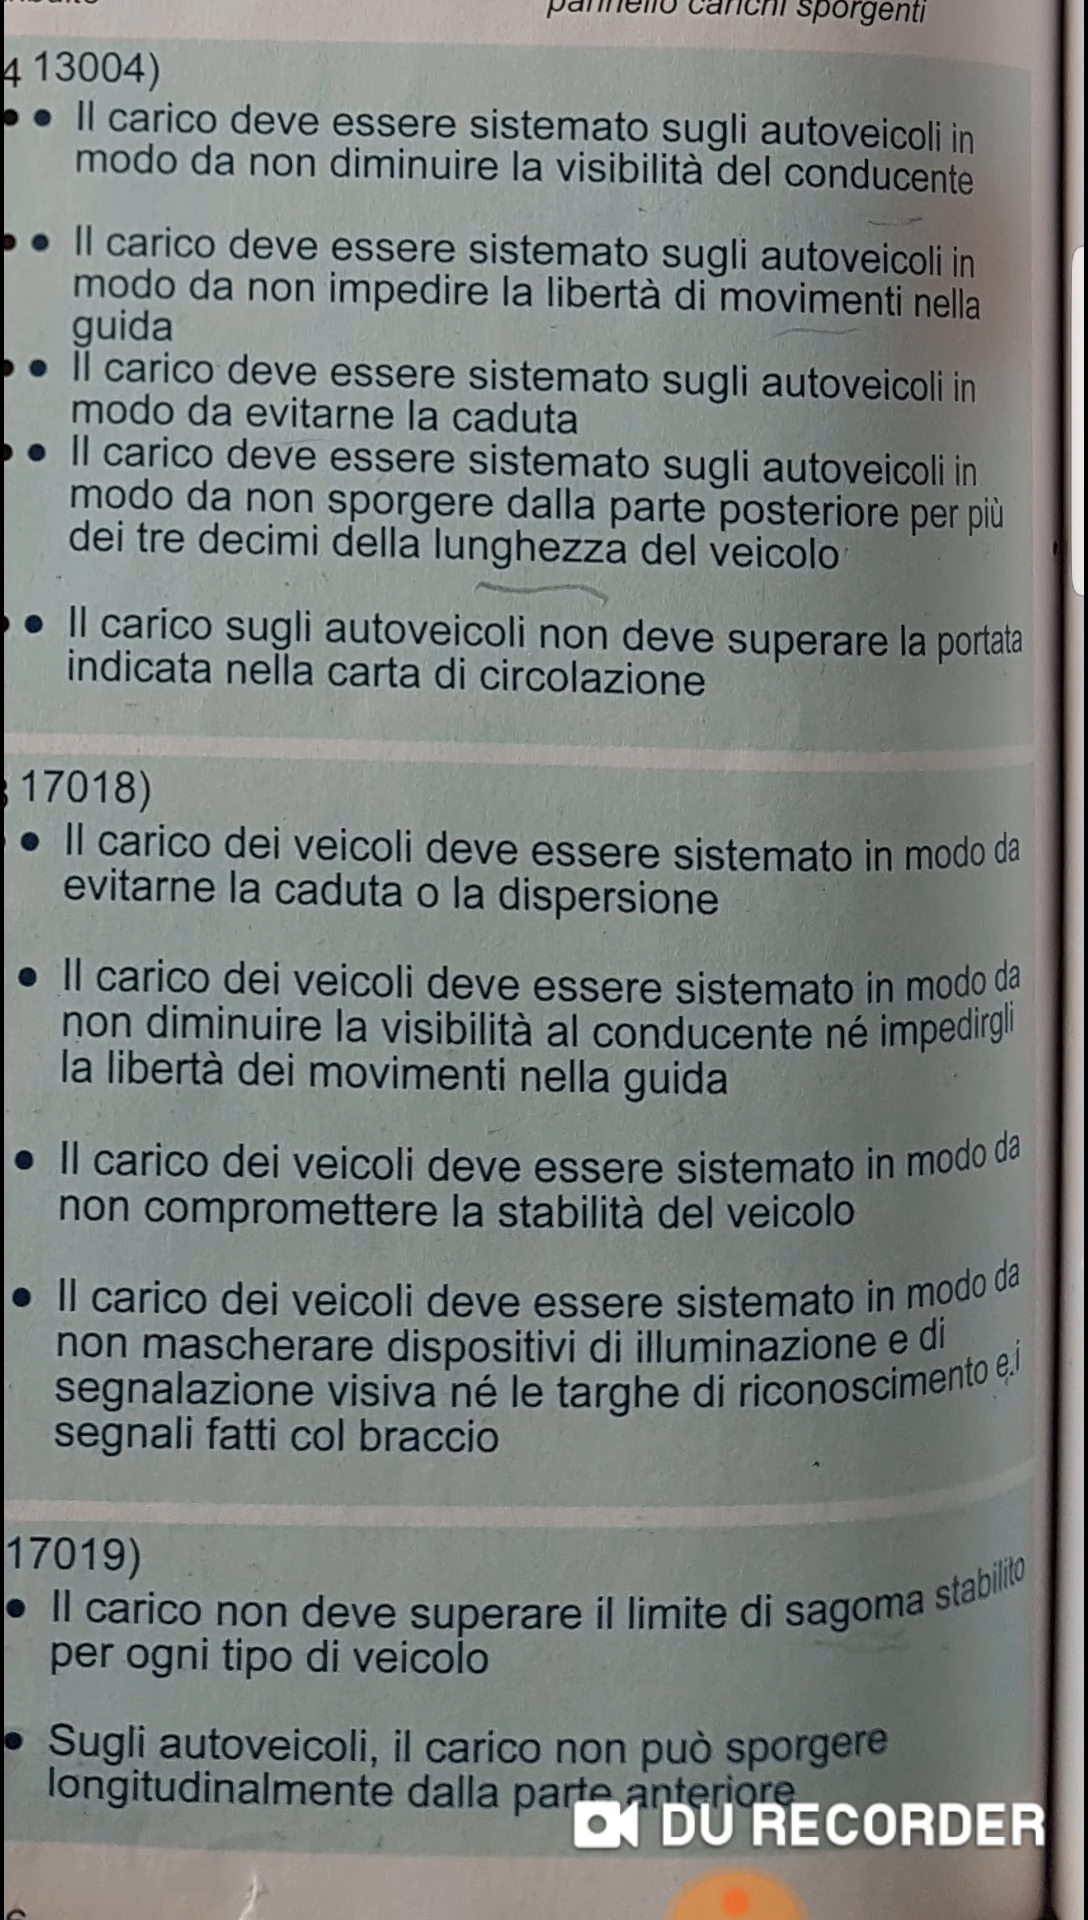 pannello carichi sporgenti
4 13004)
• • Il carico deve essere sistemato sugli autoveicoli in
modo da non diminuire la visibilità del conducente
• • Il carico deve essere sistemato sugli autoveicoli in
modo da non impedire la libertà di movimenti nella
guida
• • Il carico deve essere sistemato sugli autoveicoli in
modo da evitarne la caduta
• • Il carico deve essere sistemato sugli autoveicoli in
modo da non sporgere dalla parte posteriore per più
dei tre decimi della lunghezza del veicolo
• • Il carico sugli autoveicoli non deve superare la portata
indicata nella carta di circolazione
17018)
• Il carico dei veicoli deve essere sistemato in modo da
evitarne la caduta o la dispersione
• Il carico dei veicoli deve essere sistemato in modo da
non diminuire la visibilità al conducente né impedirgli
la libertà dei movimenti nella guida
• Il carico dei veicoli deve essere sistemato in modo da
non compromettere la stabilità del veicolo
• Il carico dei veicoli deve essere sistemato in modo da
non mascherare dispositivi di illuminazione e di
segnalazione visiva né le targhe di riconoscimento e i
segnali fatti col braccio
17019)
• Il carico non deve superare il limite di sagoma stabilito
per ogni tipo di veicolo
• Sugli autoveicoli, il carico non può sporgere
longitudinalmente dalla parte anteriore
DU RECORDER